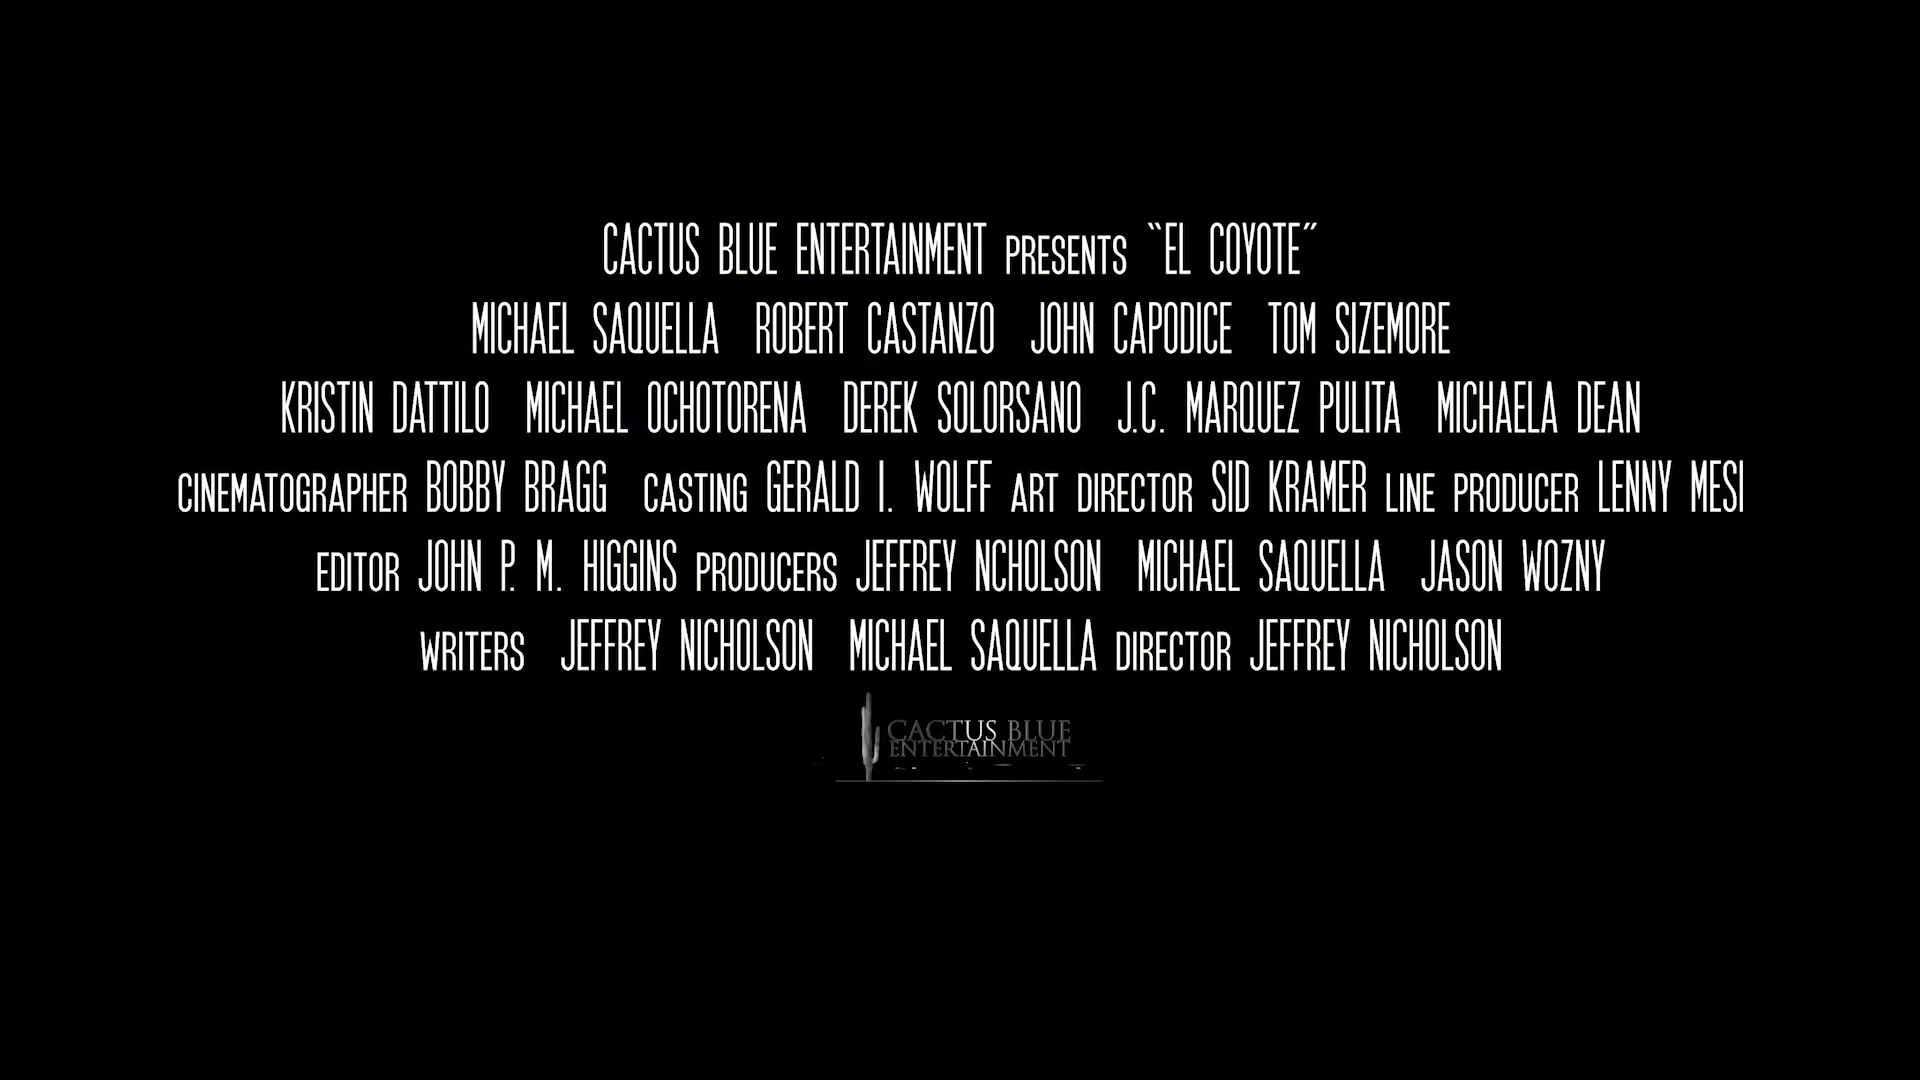 CACTUS BLUE ENTERTAINMENT PRESENTS “EL COYOTE”
MICHAEL SAQUELLA ROBERT CASTANZO JOHN CAPODICE TOM SIZEMORE
KRISTIN DATTILO MICHAEL OCHOTORENA DEREK SOLORSANO J.C. MARQUEZ PULITA MICHAELA DEAN
CINEMATOGRAPHER BOBBY BRAGG CASTING GERALD I. WOLFF ART DIRECTOR SID KRAMER LINE PRODUCER LENNY MESI
EDITOR JOHN P. M. HIGGINS PRODUCERS JEFFREY NCHOLSON MICHAEL SAQUELLA JASON WOZNY
WRITERS JEFFREY NICHOLSON MICHAEL SAQUELLA DIRECTOR JEFFREY NICHOLSON
CACTUS BLUE
ENTERTAINMENT